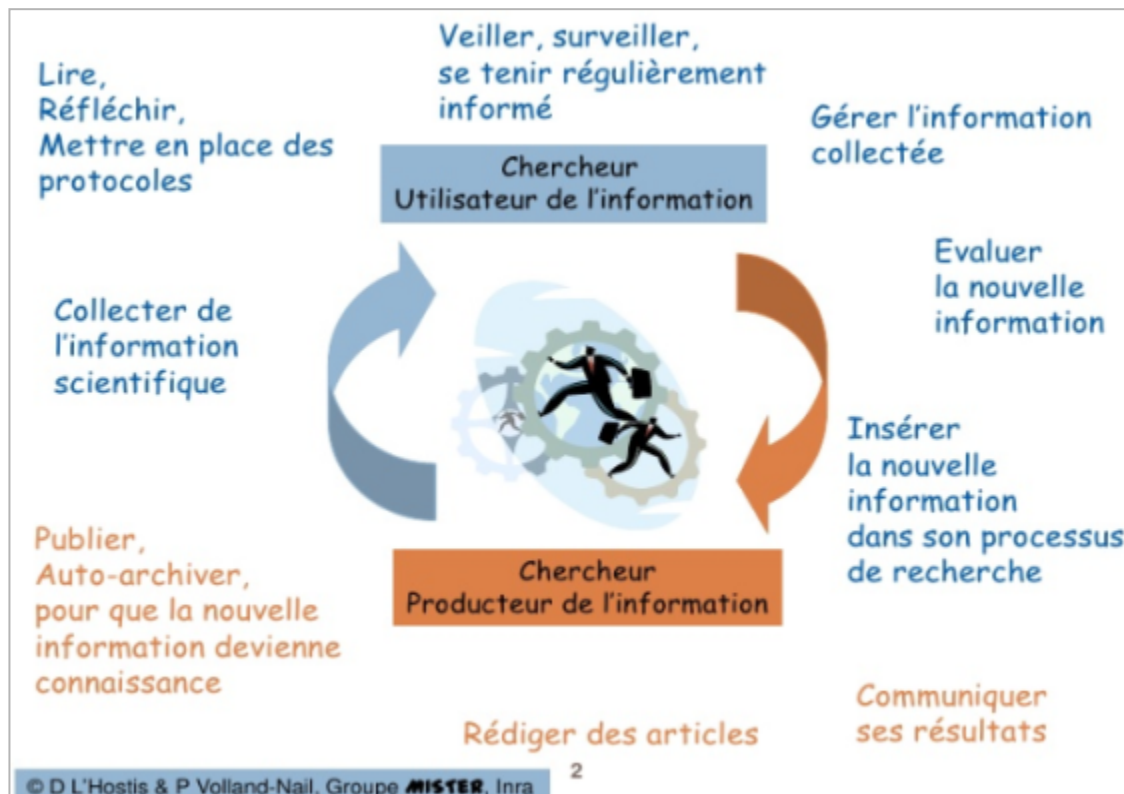 Veiller, surveiller,
se tenir régulièrement
informé
Lire,
Réfléchir,
Mettre en place des
protocoles
Gérer l'information
collectée
Chercheur
Utilisateur de l'information
Evaluer
la nouvelle
information
Collecter de
l'information
scientifique
Insérer
la nouvelle
information
dans son processus
de recherche
Publier,
Auto-archiver,
pour que la nouvelle
information devienne
connaissance
Chercheur
Producteur de l'information
Communiquer
ses résultats
Rédiger des articles
2
© D L'Hostis & P Volland-Nail, Groupe MISTER, Inra